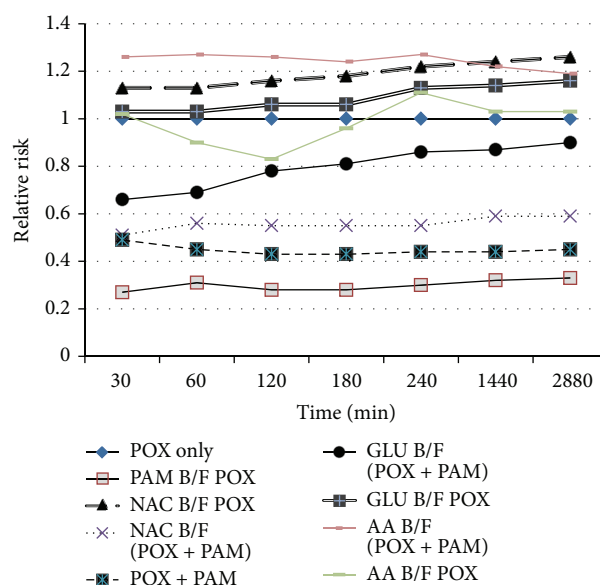 1.4
1.2
1
0.8
0.6
0.4
0.2
0
Relative risk
30 60 120 180 240 1440 2880
Time (min)
POX only
PAM B/F POX
NAC B/F POX
NAC B/F
(POX + PAM)
POX + PAM
GLU B/F
(POX + PAM)
GLU B/F POX
AA B/F
(POX + PAM)
AA B/F POX